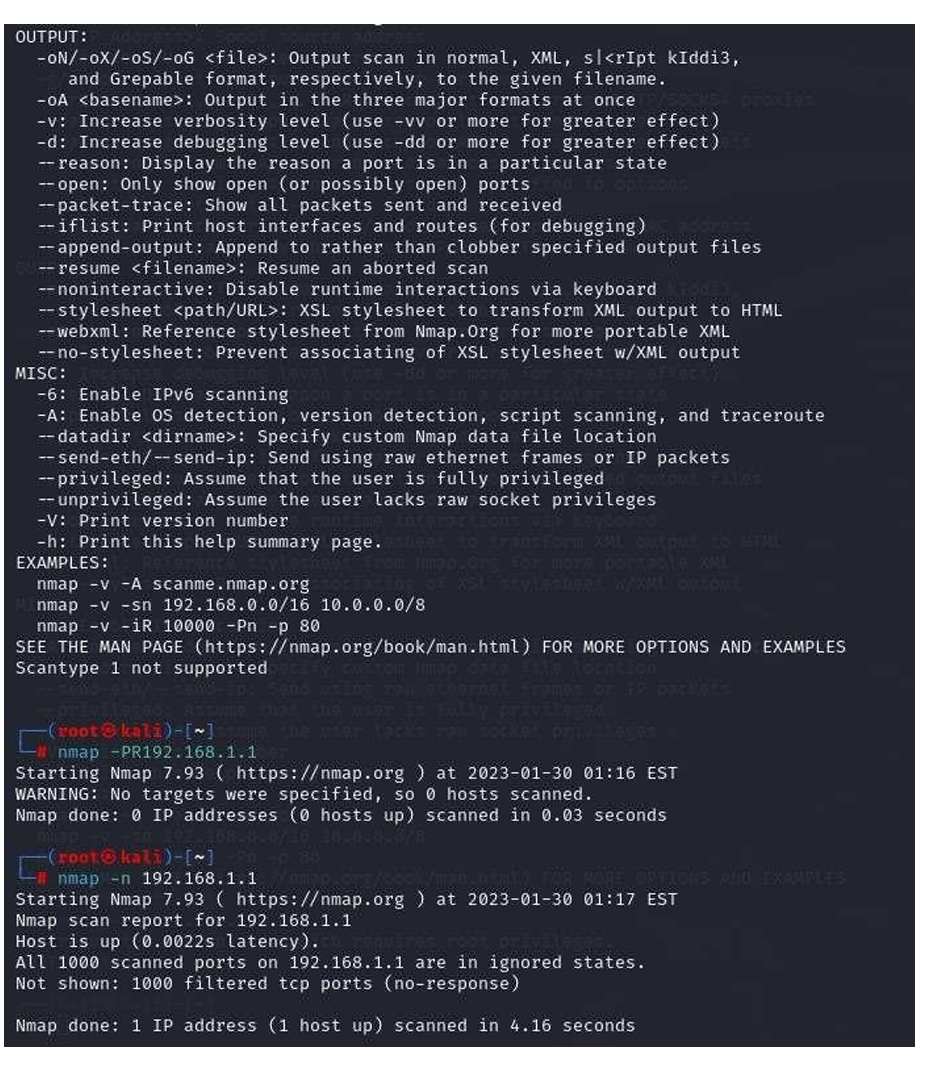 OUTPUT:
-oN/-oX/-oS/-oG <file>: Output scan in normal, XML, s|<rIpt kIddi3,
and Grepable format, respectively, to the given filename.
-oA <basename>: Output in the three major formats at once
-v: Increase verbosity level (use -vv or more for greater effect)
-d: Increase debugging level (use -dd or more for greater effect)
--reason: Display the reason a port is in a particular state
--open: Only show open (or possibly open) ports
--packet-trace: Show all packets sent and received
--iflist: Print host interfaces and routes (for debugging)
--append-output: Append to rather than clobber specified output files
--resume <filename>: Resume an aborted scan
--noninteractive: Disable runtime interactions via keyboard
--stylesheet <path/URL>: XSL stylesheet to transform XML output to HTML
--webxml: Reference stylesheet from Nmap.Org for more portable XML
--no-stylesheet: Prevent associating of XSL stylesheet w/XML output
MISC:
-6: Enable IPv6 scanning
-A: Enable OS detection, version detection, script scanning, and traceroute
--datadir <dirname>: Specify custom Nmap data file location
--send-eth/--send-ip: Send using raw ethernet frames or IP packets
--privileged: Assume that the user is fully privileged
--unprivileged: Assume the user lacks raw socket privileges
-V: Print version number
-h: Print this help summary page.
EXAMPLES:
nmap -v -A scanme.nmap.org
nmap -v -sn 192.168.0.0/16 10.0.0.0/8
nmap -v -iR 10000 -Pn -p 80
SEE THE MAN PAGE (https://nmap.org/book/man.html) FOR MORE OPTIONS AND EXAMPLES
Scantype 1 not supported
┌──(root㉿kali)-[~]
└─# nmap -PR192.168.1.1
Starting Nmap 7.93 ( https://nmap.org ) at 2023-01-30 01:16 EST
WARNING: No targets were specified, so 0 hosts scanned.
Nmap done: 0 IP addresses (0 hosts up) scanned in 0.03 seconds
┌──(root㉿kali)-[~]
└─# nmap -n 192.168.1.1
Starting Nmap 7.93 ( https://nmap.org ) at 2023-01-30 01:17 EST
Nmap scan report for 192.168.1.1
Host is up (0.0022s latency).
All 1000 scanned ports on 192.168.1.1 are in ignored states.
Not shown: 1000 filtered tcp ports (no-response)
Nmap done: 1 IP address (1 host up) scanned in 4.16 seconds